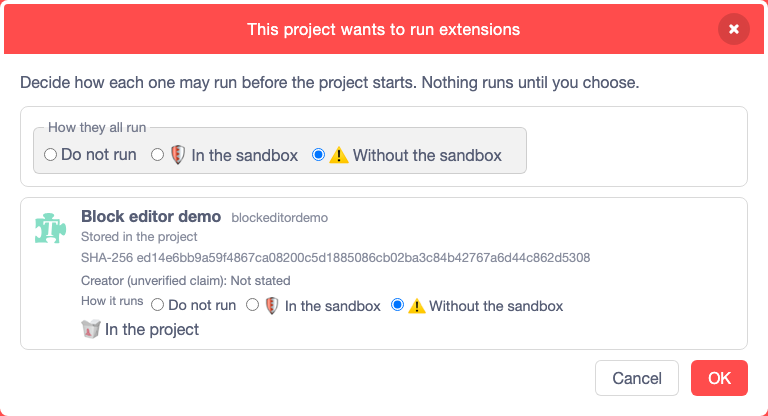 This project wants to run extensions
Decide how each one may run before the project starts. Nothing runs until you choose.
How they all run
Do not run In the sandbox Without the sandbox
Block editor demo blockeditordemo
Stored in the project
SHA-256 ed14e6bb9a59f4867ca08200c5d1885086cb02ba3c84b42767a6d44c862d5308
Creator (unverified claim): Not stated
How it runs Do not run In the sandbox Without the sandbox
In the project
Cancel OK